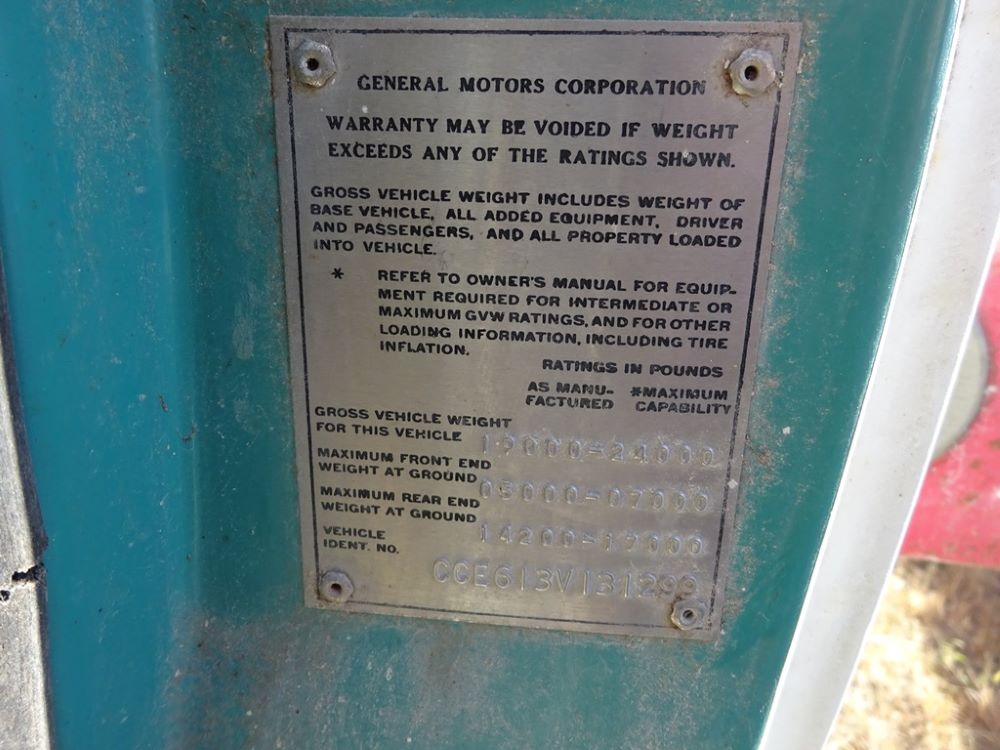 GENERAL MOTORS CORPORATION
WARRANTY MAY BE VOIDED IF WEIGHT
EXCEEDS ANY OF THE RATINGS SHOWN.
GROSS VEHICLE WEIGHT INCLUDES WEIGHT OF
BASE VEHICLE, ALL ADDED EQUIPMENT, DRIVER
AND PASSENGERS, AND ALL PROPERTY LOADED
INTO VEHICLE.
* REFER TO OWNER'S MANUAL FOR EQUIP-
MENT REQUIRED FOR INTERMEDIATE OR
MAXIMUM GVW RATINGS, AND FOR OTHER
LOADING INFORMATION, INCLUDING TIRE
INFLATION.
RATINGS IN POUNDS
AS MANU- *MAXIMUM
FACTURED CAPABILITY
GROSS VEHICLE WEIGHT
FOR THIS VEHICLE 19000-24000
MAXIMUM FRONT END
WEIGHT AT GROUND 05000-07000
MAXIMUM REAR END
WEIGHT AT GROUND 14200-17000
VEHICLE
IDENT. NO. CCE613V131299